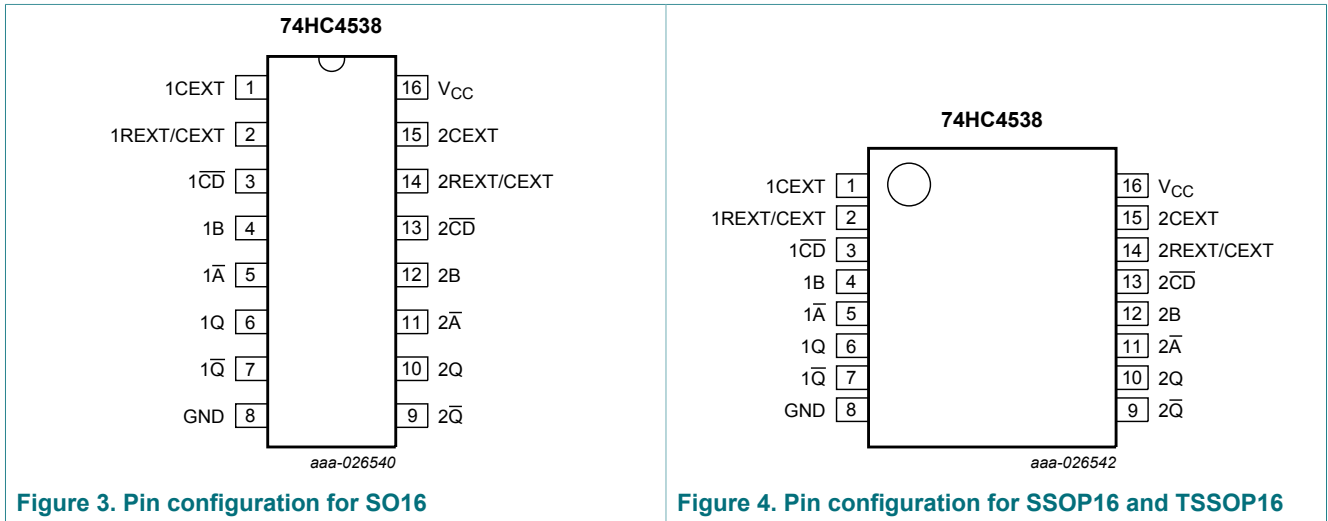 74HC4538
1CEXT 1
16 VCC
1REXT/CEXT 2
15 2CEXT
1C̅D̅ 3
14 2REXT/CEXT
1B 4
13 2C̅D̅
1A̅ 5
12 2B
1Q 6
11 2A̅
1Q̅ 7
10 2Q
GND 8
9 2Q̅
aaa-026540
Figure 3. Pin configuration for SO16
74HC4538
1CEXT 1
16 VCC
1REXT/CEXT 2
15 2CEXT
1C̅D̅ 3
14 2REXT/CEXT
1B 4
13 2C̅D̅
1A̅ 5
12 2B
1Q 6
11 2A̅
1Q̅ 7
10 2Q
GND 8
9 2Q̅
aaa-026542
Figure 4. Pin configuration for SSOP16 and TSSOP16